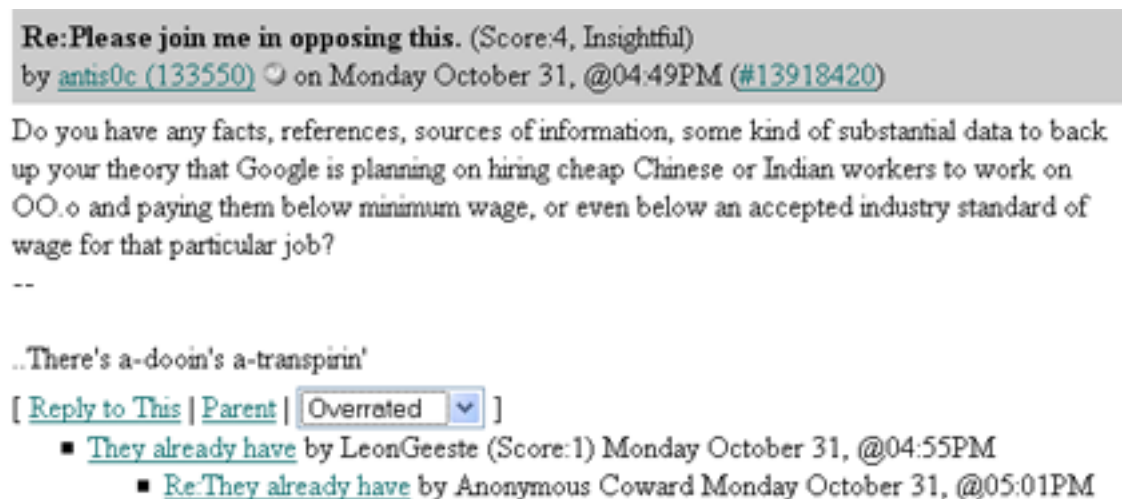 Re:Please join me in opposing this. (Score:4, Insightful)
by antis0c (133550) on Monday October 31, @04:49PM (#13918420)
Do you have any facts, references, sources of information, some kind of substantial data to back
up your theory that Google is planning on hiring cheap Chinese or Indian workers to work on
OO.o and paying them below minimum wage, or even below an accepted industry standard of
wage for that particular job?
--
..There's a-dooin's a-transpirin'
[ Reply to This | Parent | Overrated ]
They already have by LeonGeeste (Score:1) Monday October 31, @04:55PM
Re:They already have by Anonymous Coward Monday October 31, @05:01PM